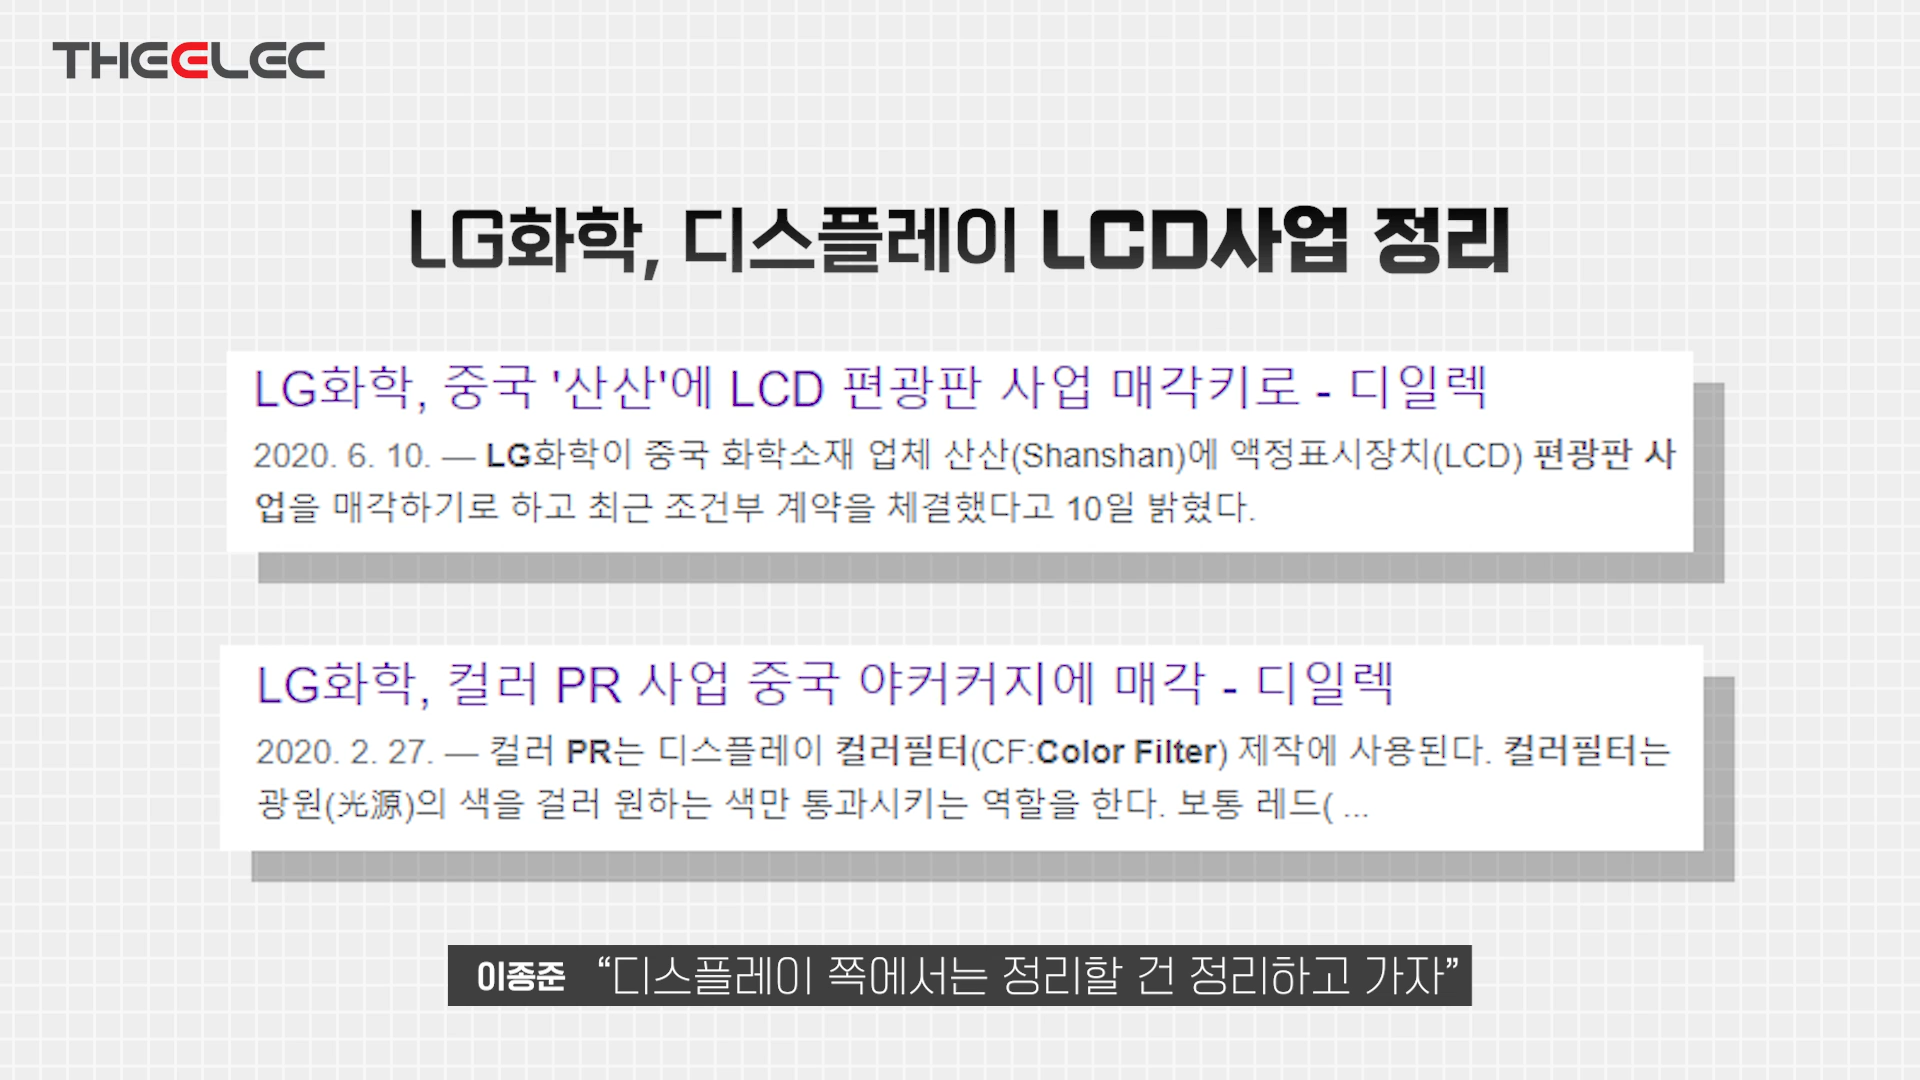 THEELEC
LG화학, 디스플레이 LCD사업 정리
LG화학, 중국 '산산'에 LCD 편광판 사업 매각키로 - 디일렉
2020. 6. 10. — LG화학이 중국 화학소재 업체 산산(Shanshan)에 액정표시장치(LCD) 편광판 사
업을 매각하기로 하고 최근 조건부 계약을 체결했다고 10일 밝혔다.
LG화학, 컬러 PR 사업 중국 야커커지에 매각 - 디일렉
2020. 2. 27. — 컬러 PR는 디스플레이 컬러필터(CF:Color Filter) 제작에 사용된다. 컬러필터는
광원(光源)의 색을 걸러 원하는 색만 통과시키는 역할을 한다. 보통 레드( ...
이종준 “디스플레이 쪽에서는 정리할 건 정리하고 가자”